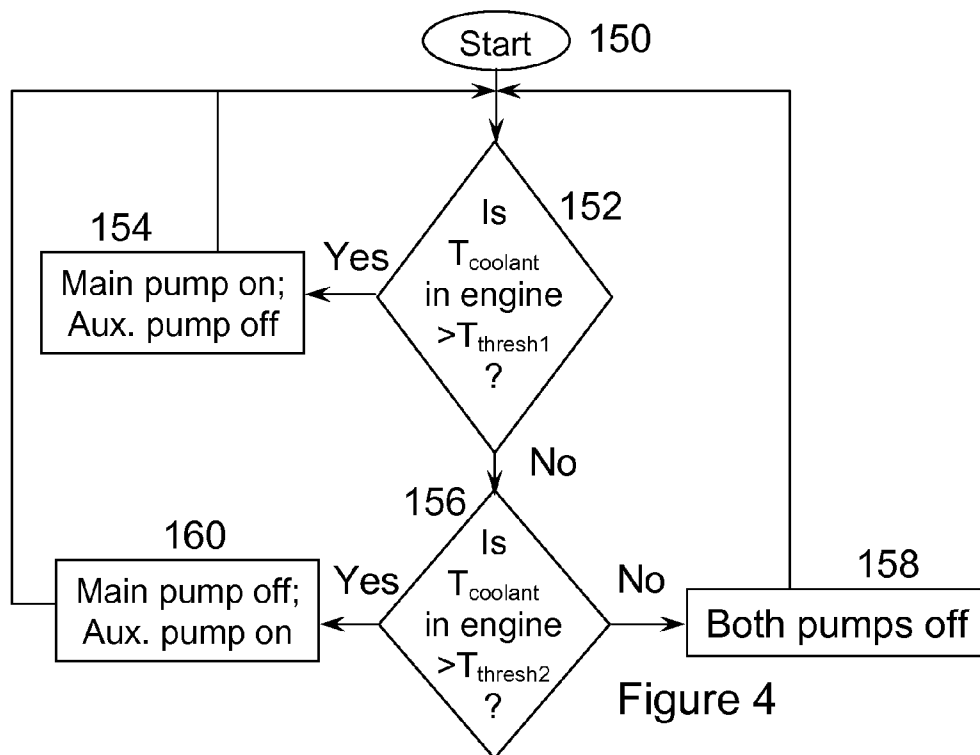 Start
150
Is
T_coolant
in engine
>T_thresh1
?
152
Yes
154
Main pump on;
Aux. pump off
No
156
Is
T_coolant
in engine
>T_thresh2
?
Yes
160
Main pump off;
Aux. pump on
No
158
Both pumps off
Figure 4